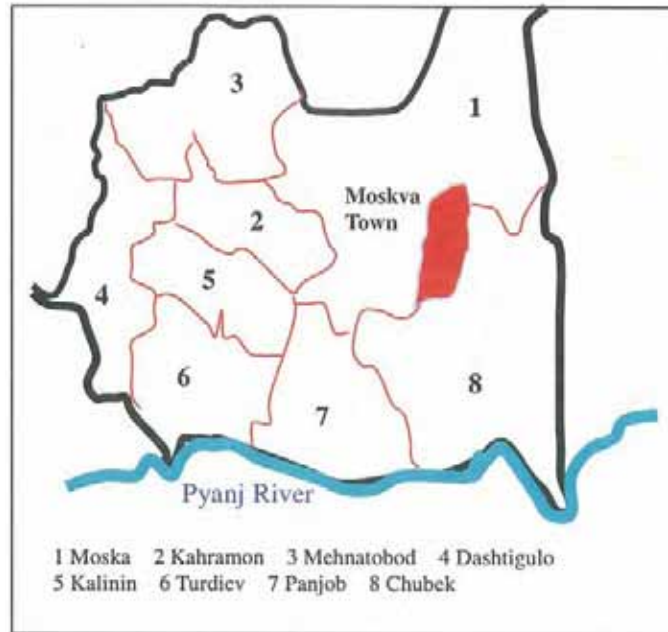 3
1
Moskva
Town
2
5
4
6
8
7
Pyanj River
1 Moska 2 Kahramon 3 Mehnatobod 4 Dashtigulo
5 Kalinin 6 Turdiev 7 Panjob 8 Chubek